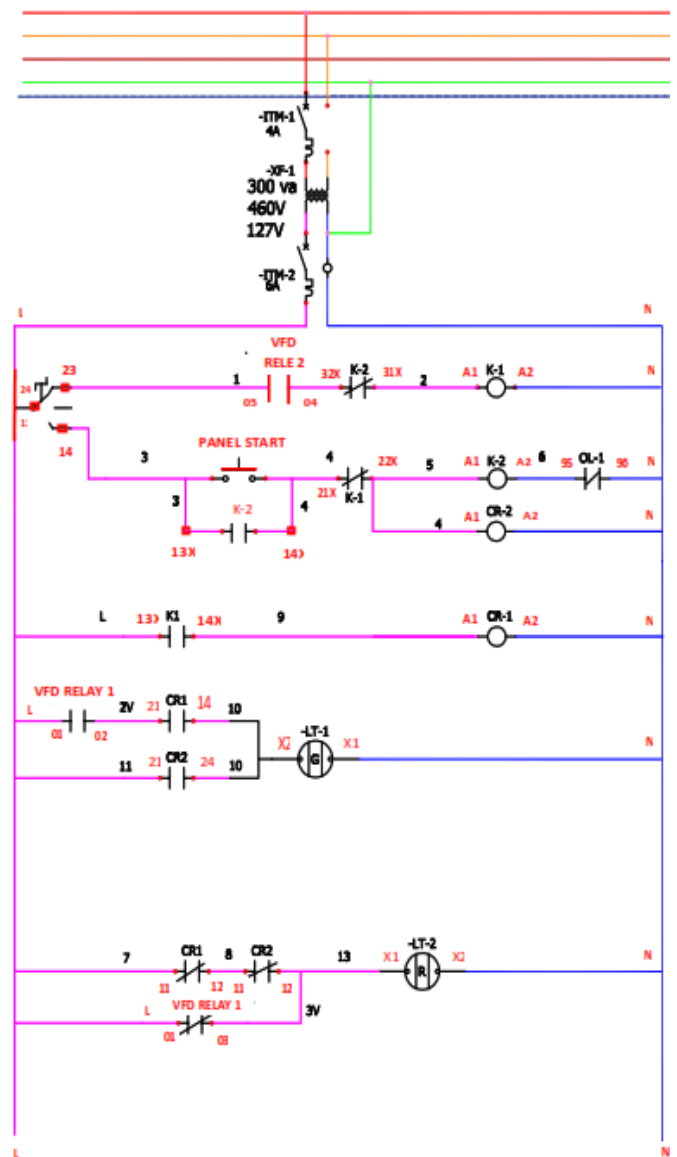 -ITM-1
4A
-XF-1
300 va
460V
127V
-ITM-2
6A
L N
VFD
RELE 2
23 1 05 04 32X K-2 31X 2 A1 K-1 A2 N
24
14
PANEL START
3 4 22X 5 A1 K-2 A2 6 95 OL-1 96 N
21X K-1
3 K-2 4 4 A1 CR-2 A2 N
13X 14X
L K1 14X 9 A1 CR-1 A2 N
VFD RELAY 1
L 01 02 2V 21 CR1 14 10
-LT-1
X2 G X1 N
11 21 CR2 24 10
7 CR1 8 CR2 13 X1 -LT-2 X2 N
11 12 11 12 R
VFD RELAY 1
L 01 03 3V
L N